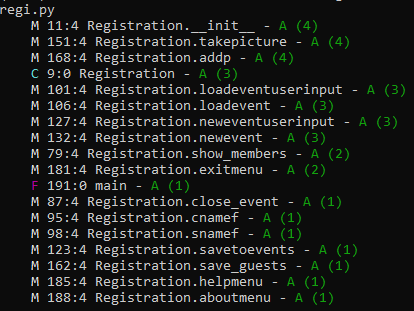 regi.py
M 11:4 Registration.__init__ - A (4)
M 151:4 Registration.takepicture - A (4)
M 168:4 Registration.addp - A (4)
C 9:0 Registration - A (3)
M 101:4 Registration.loadeventuserinput - A (3)
M 106:4 Registration.loadevent - A (3)
M 127:4 Registration.neweventuserinput - A (3)
M 132:4 Registration.newevent - A (3)
M 79:4 Registration.show_members - A (2)
M 181:4 Registration.exitmenu - A (2)
F 191:0 main - A (1)
M 87:4 Registration.close_event - A (1)
M 95:4 Registration.cnamef - A (1)
M 98:4 Registration.snamef - A (1)
M 123:4 Registration.savetoevents - A (1)
M 162:4 Registration.save_guests - A (1)
M 185:4 Registration.helpmenu - A (1)
M 188:4 Registration.aboutmenu - A (1)